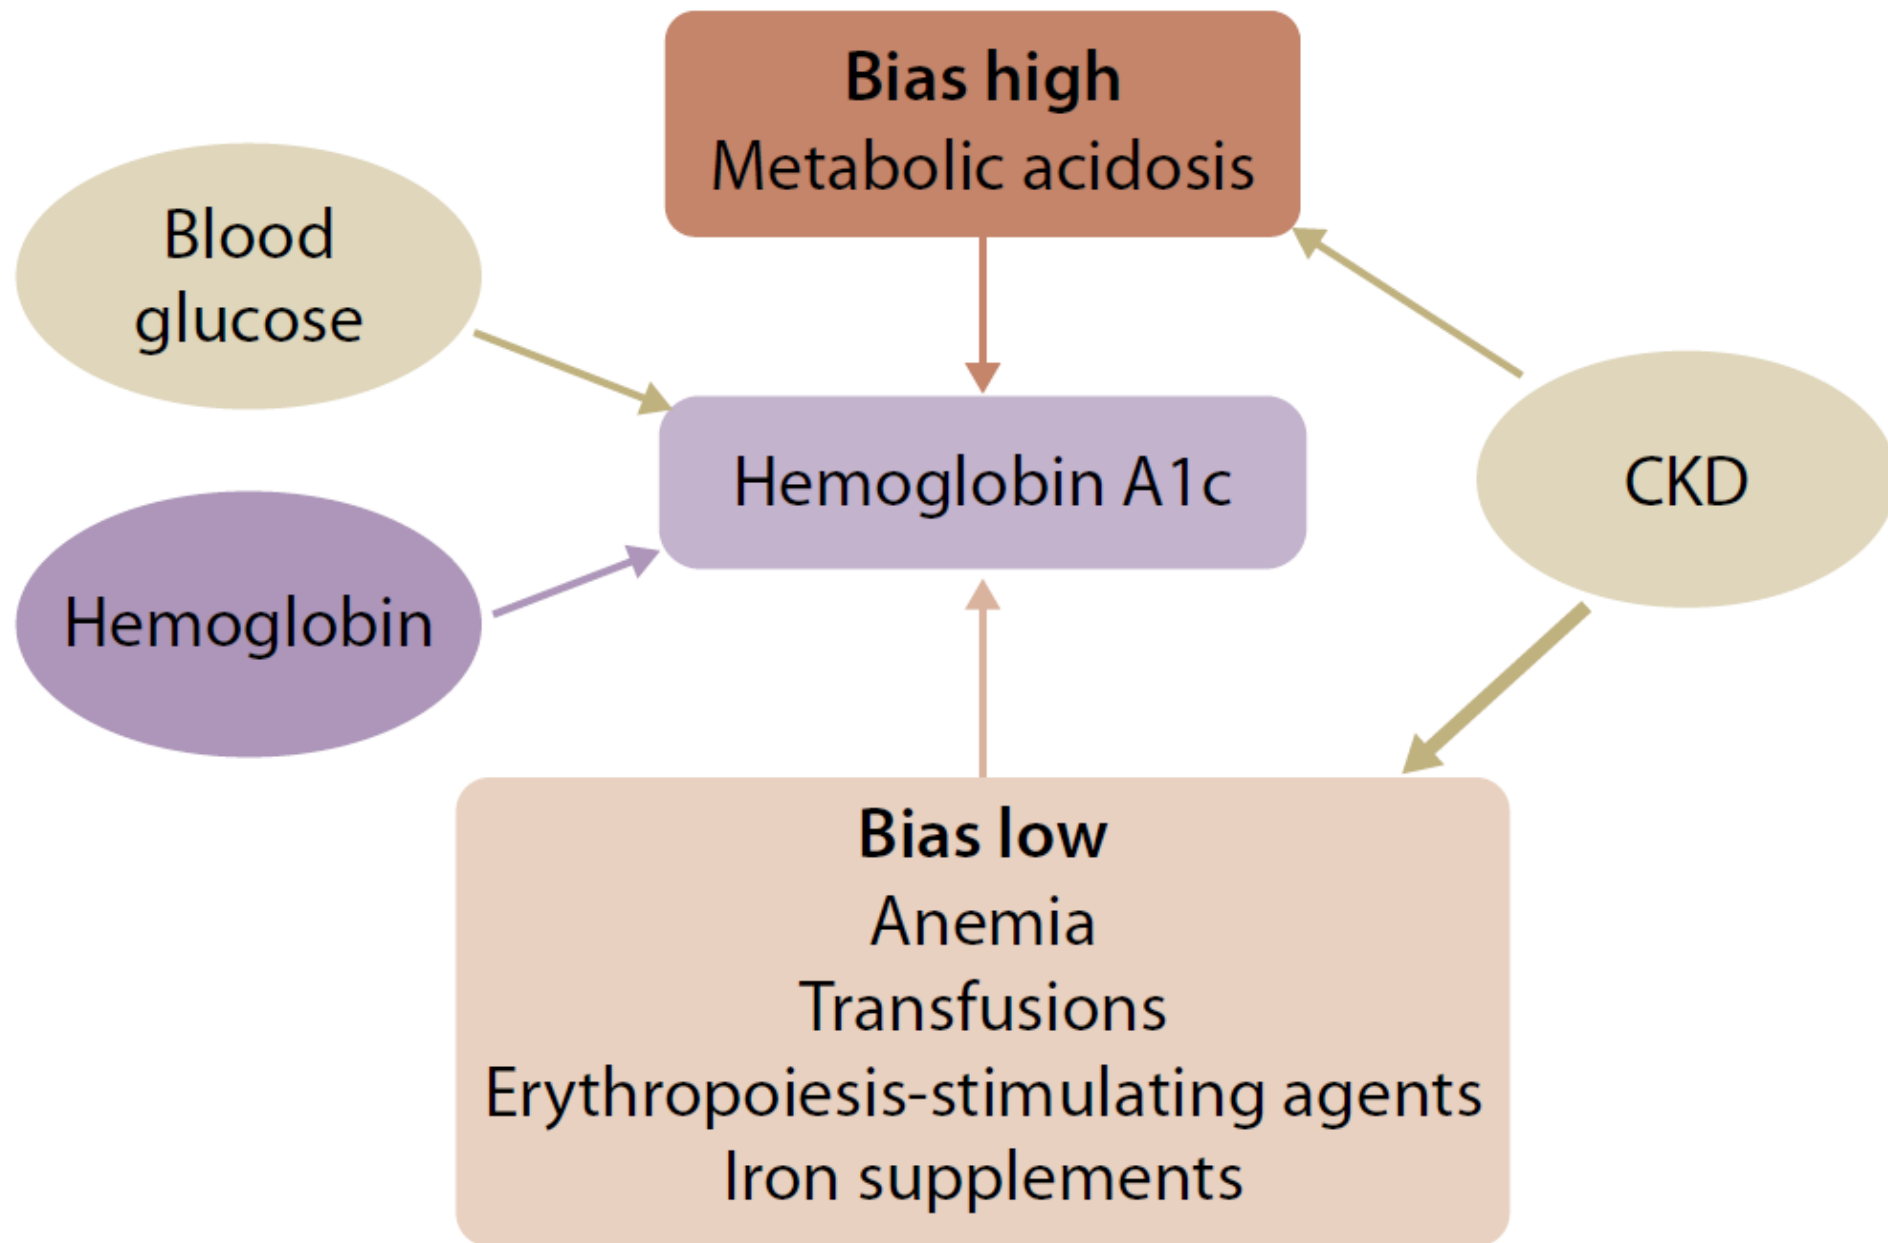 Bias high
Metabolic acidosis
Blood
glucose
Hemoglobin A1c
CKD
Hemoglobin
Bias low
Anemia
Transfusions
Erythropoiesis-stimulating agents
Iron supplements